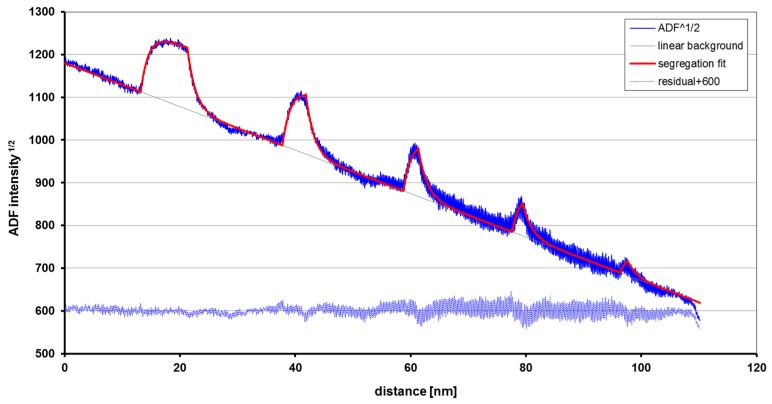 1300
1200
1100
1000
900
800
700
600
500
ADF intensity 1/2
ADF^1/2
linear background
segregation fit
residual+600
0 20 40 60 80 100 120
distance [nm]